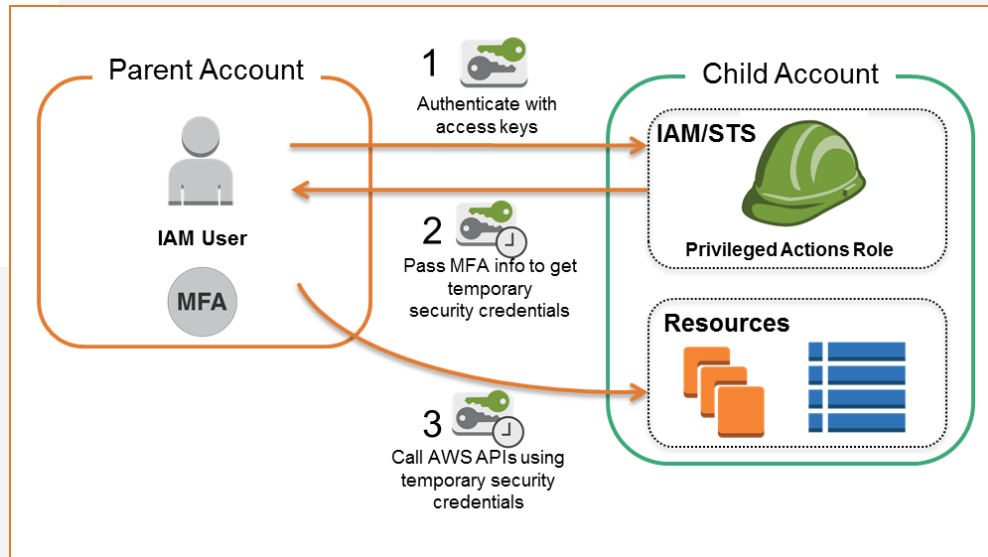 Parent Account
IAM User
MFA
1
Authenticate with
access keys
2
Pass MFA info to get
temporary
security credentials
3
Call AWS APIs using
temporary security
credentials
Child Account
IAM/STS
Privileged Actions Role
Resources